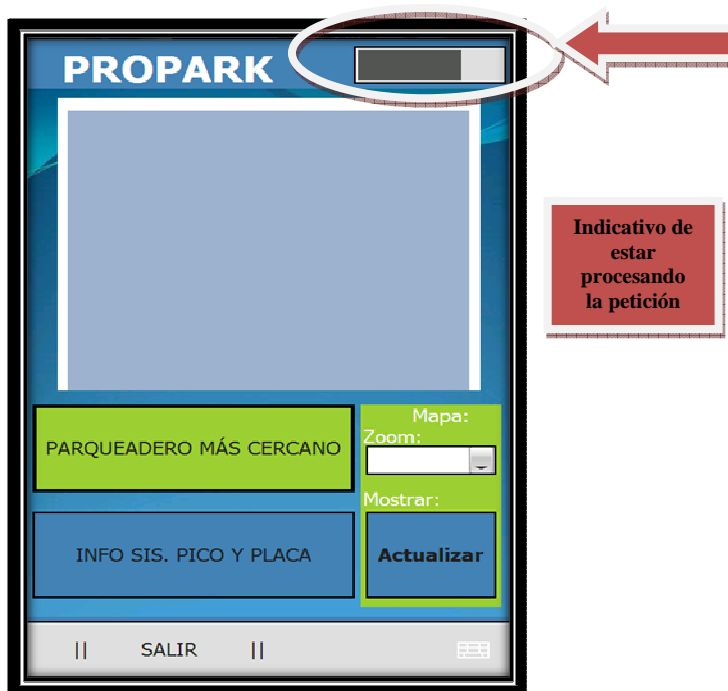 PROPARK
Indicativo de
estar
procesando
la petición
PARQUEADERO MÁS CERCANO
Mapa:
Zoom:
Mostrar:
INFO SIS. PICO Y PLACA
Actualizar
|| SALIR ||